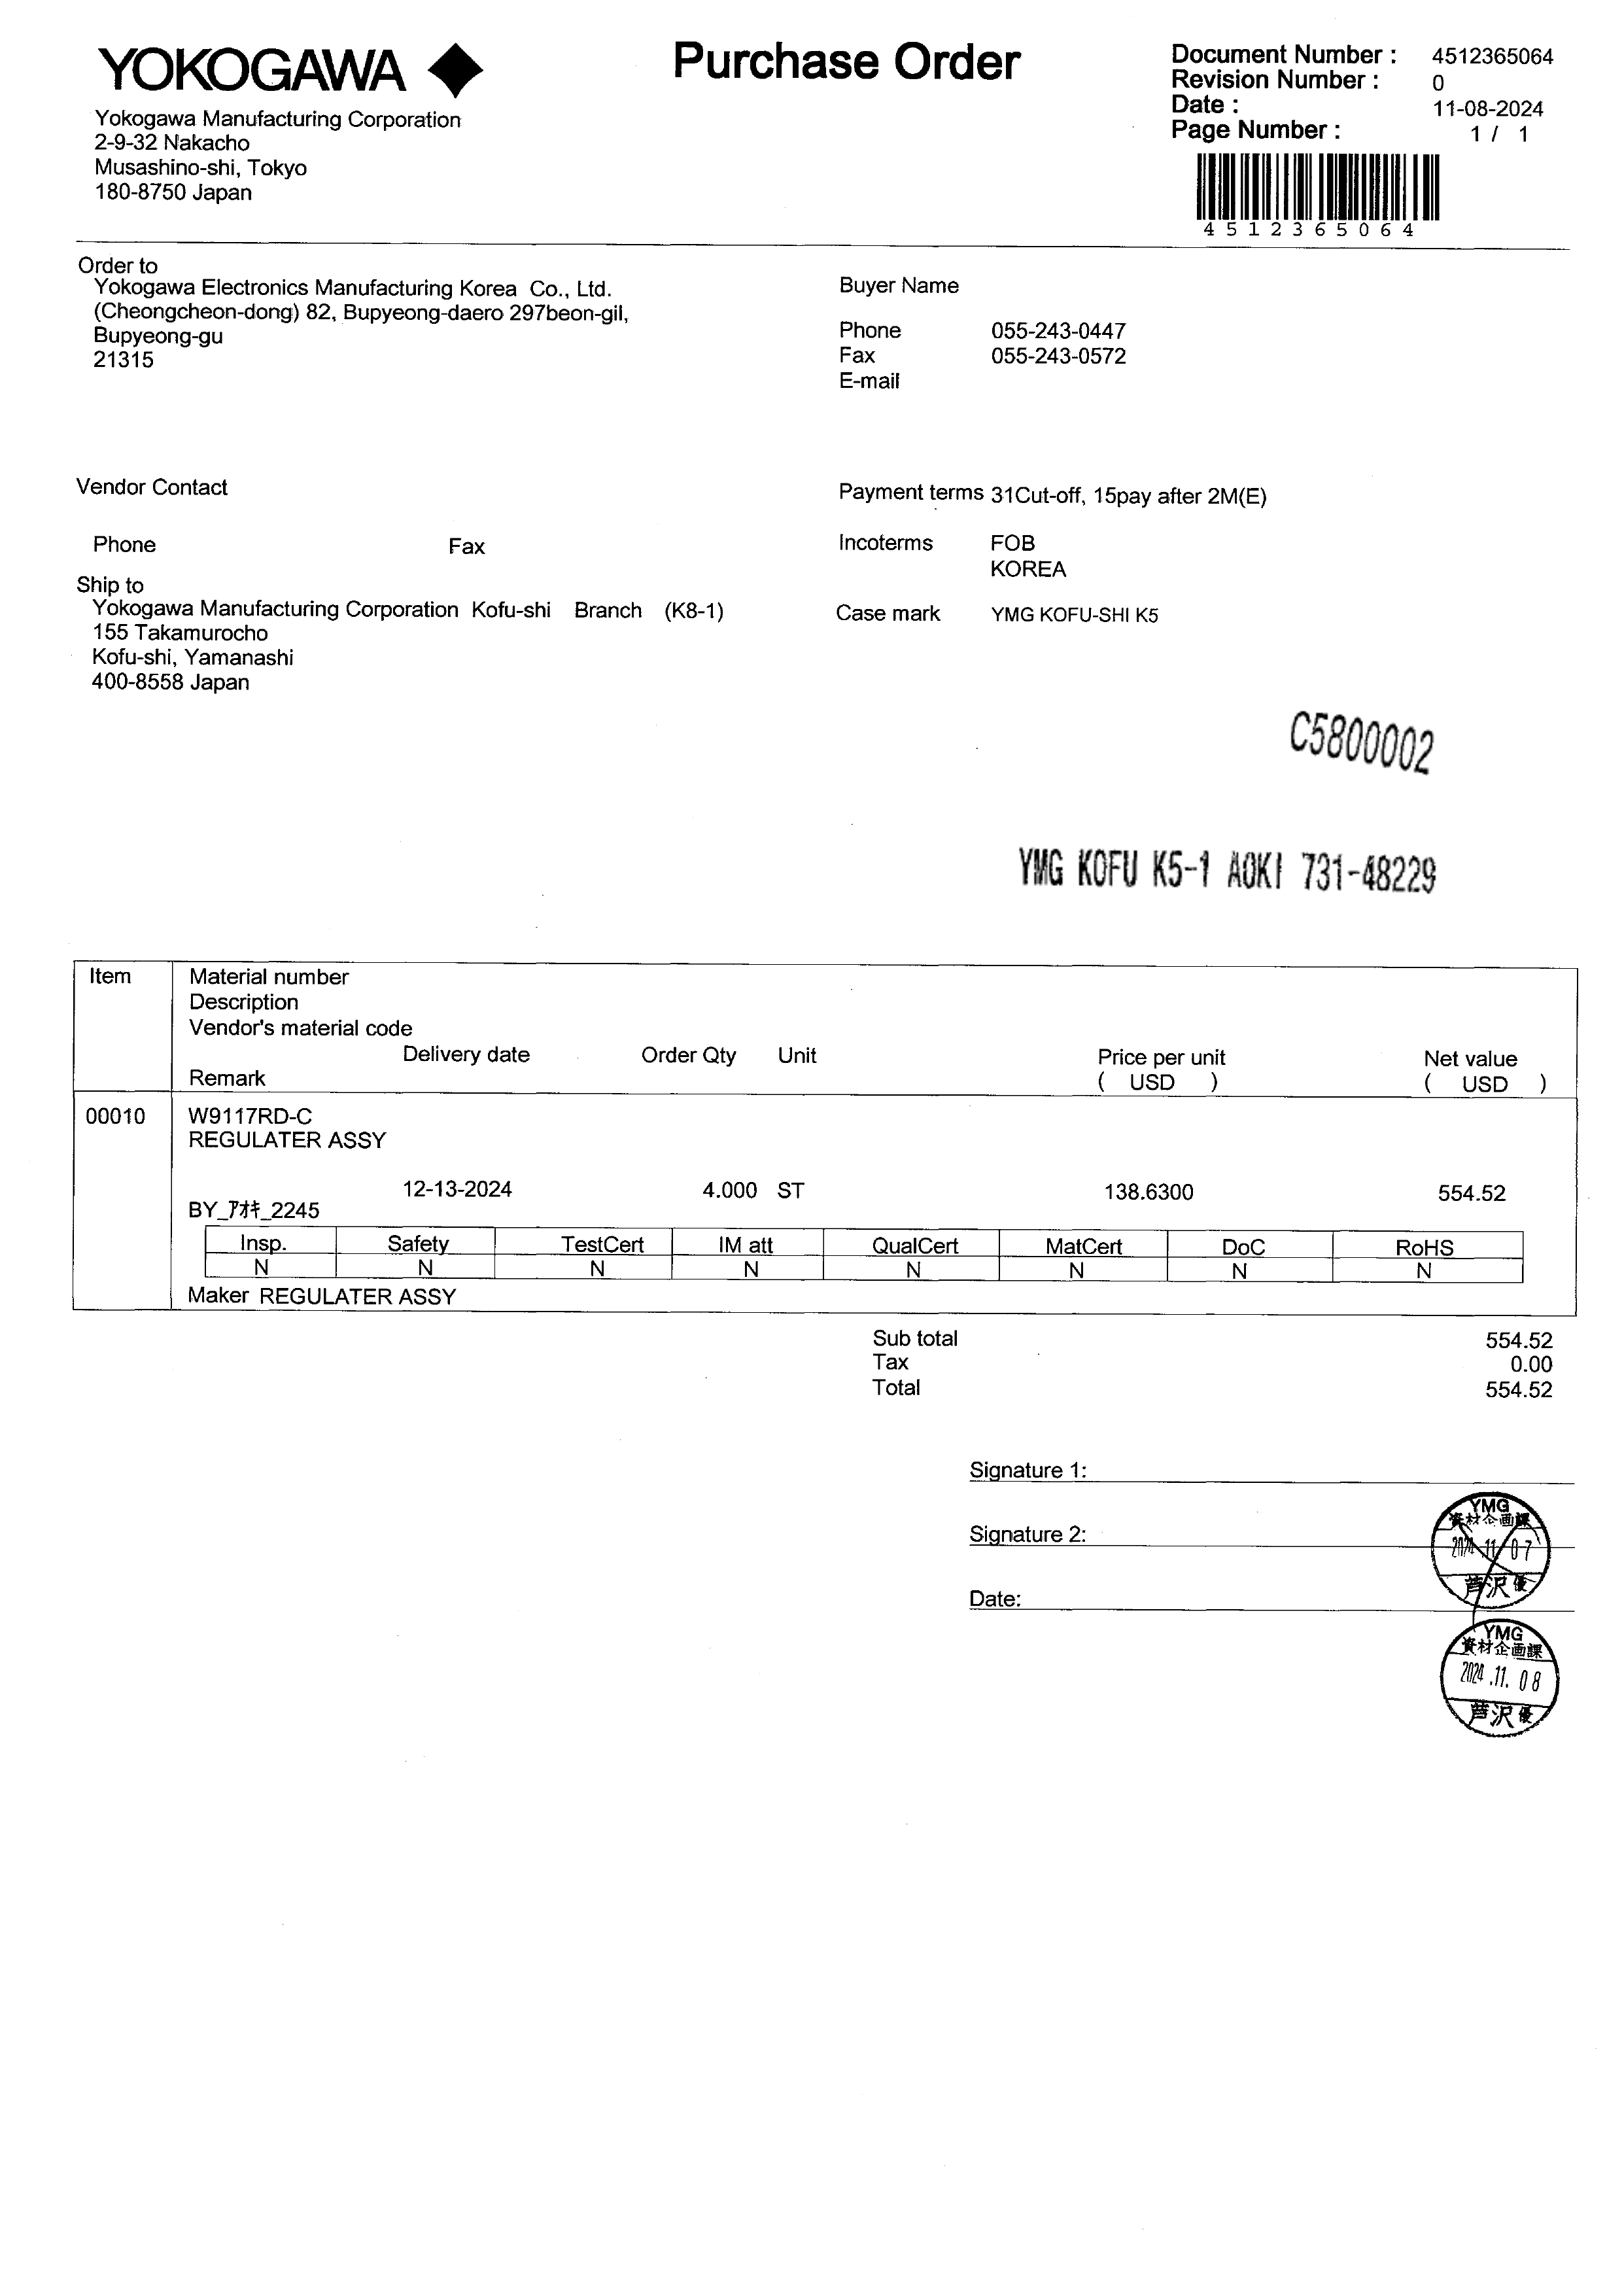 YOKOGAWA
Purchase Order
Document Number : 4512365064
Revision Number : 0
Date : 11-08-2024
Page Number : 1 / 1
4512365064
Yokogawa Manufacturing Corporation
2-9-32 Nakacho
Musashino-shi, Tokyo
180-8750 Japan
Order to
Yokogawa Electronics Manufacturing Korea Co., Ltd.
(Cheongcheon-dong) 82, Bupyeong-daero 297beon-gil,
Bupyeong-gu
21315
Buyer Name
Phone 055-243-0447
Fax 055-243-0572
E-mail
Vendor Contact
Phone Fax
Payment terms 31Cut-off, 15pay after 2M(E)
Incoterms FOB
KOREA
Case mark YMG KOFU-SHI K5
Ship to
Yokogawa Manufacturing Corporation Kofu-shi Branch (K8-1)
155 Takamurocho
Kofu-shi, Yamanashi
400-8558 Japan
C5800002
YMG KOFU K5-1 AOKI 731-48229
Item Material number
Description
Vendor's material code
Delivery date Order Qty Unit Price per unit Net value
Remark ( USD ) ( USD )
00010 W9117RD-C
REGULATER ASSY
12-13-2024 4.000 ST 138.6300 554.52
BY_ｱｵｷ_2245
Insp. Safety TestCert IM att QualCert MatCert DoC RoHS
N N N N N N N N
Maker REGULATER ASSY
Sub total 554.52
Tax 0.00
Total 554.52
Signature 1:
Signature 2:
Date:
YMG
資材企画課
2024.11.07
芦沢優
YMG
資材企画課
2024.11.08
芦沢優